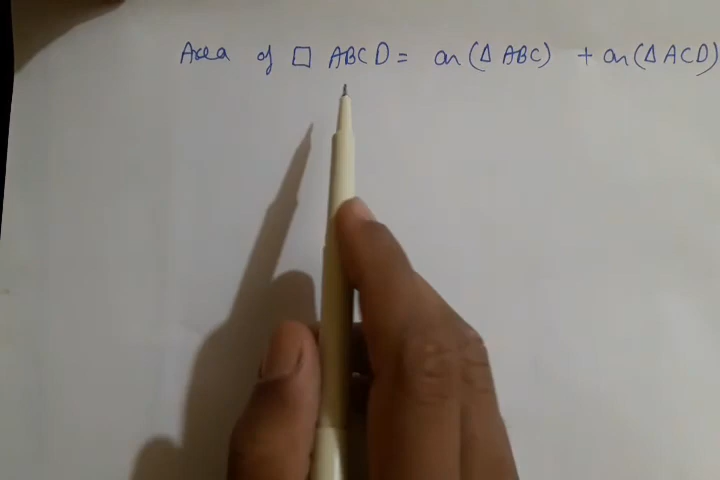 Area of □ ABCD = ar(Δ ABC) + ar(Δ ACD)